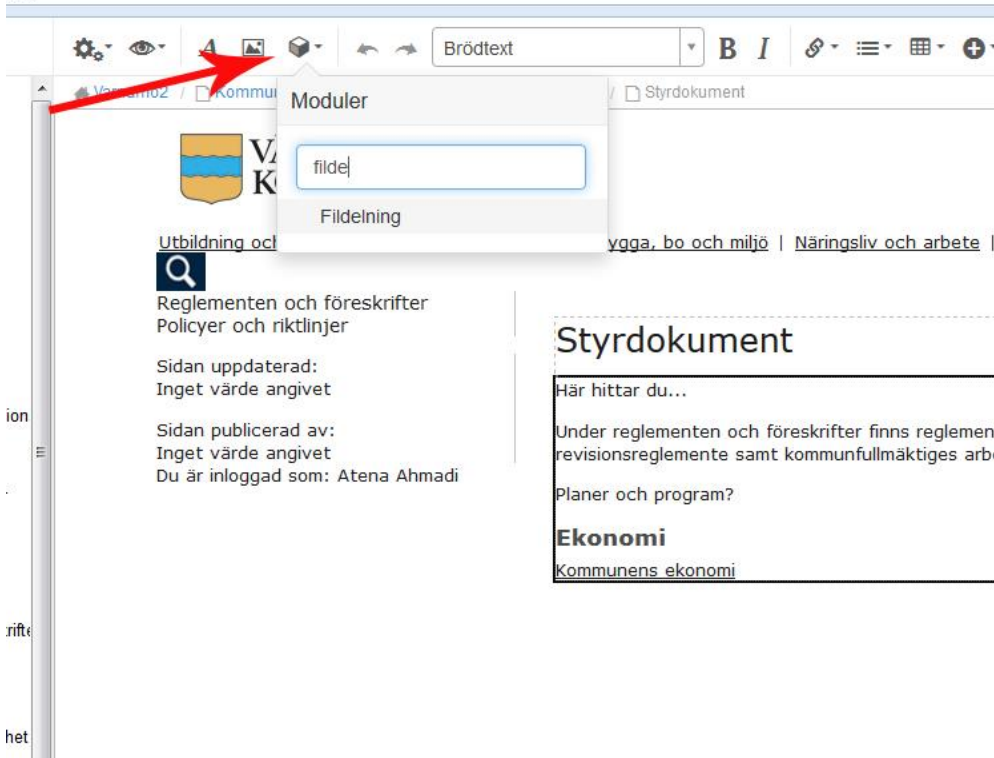 A
Brödtext
B I
Moduler
Kommu
/ Styrdokument
filde
Fildelning
Utbildning och
ygga, bo och miljö | Näringsliv och arbete |
Reglementen och föreskrifter
Policyer och riktlinjer
Sidan uppdaterad:
Inget värde angivet
Sidan publicerad av:
Inget värde angivet
Du är inloggad som: Atena Ahmadi
Styrdokument
Här hittar du...
Under reglementen och föreskrifter finns reglemen
revisionsreglemente samt kommunfullmäktiges arb
Planer och program?
Ekonomi
Kommunens ekonomi
ion
rifte
het